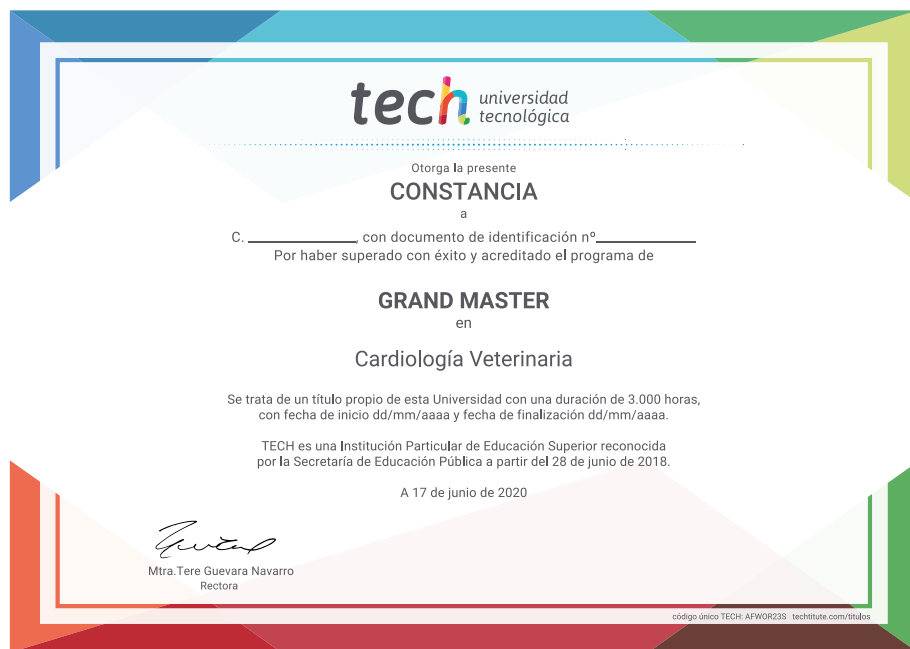 tech universidad
tecnológica
Otorga la presente
CONSTANCIA
a
C. ______________, con documento de identificación nº______________
Por haber superado con éxito y acreditado el programa de
GRAND MASTER
en
Cardiología Veterinaria
Se trata de un título propio de esta Universidad con una duración de 3.000 horas,
con fecha de inicio dd/mm/aaaa y fecha de finalización dd/mm/aaaa.
TECH es una Institución Particular de Educación Superior reconocida
por la Secretaría de Educación Pública a partir del 28 de junio de 2018.
A 17 de junio de 2020
Mtra.Tere Guevara Navarro
Rectora
código único TECH: AFWOR23S techtitute.com/titulos